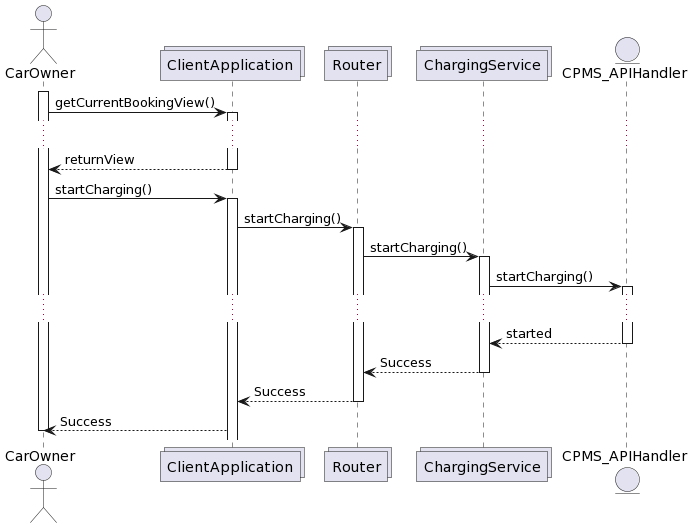 CarOwner
ClientApplication
Router
ChargingService
CPMS_APIHandler
getCurrentBookingView()
returnView
startCharging()
startCharging()
startCharging()
startCharging()
started
Success
Success
Success
CarOwner
ClientApplication
Router
ChargingService
CPMS_APIHandler